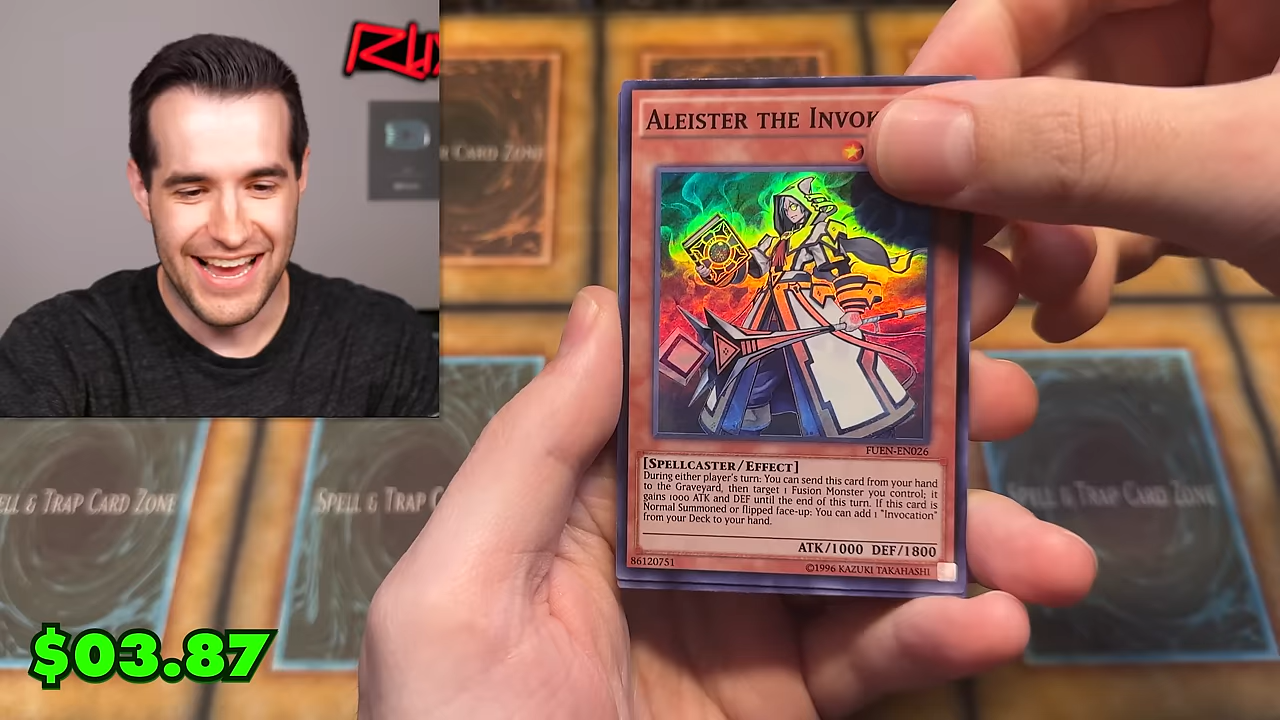 ALEISTER THE INVOK
CARD ZONE
FUEN-EN026
[SPELLCASTER/EFFECT]
During either player's turn: You can send this card from your hand
to the Graveyard, then target 1 Fusion Monster you control; it
gains 1000 ATK and DEF until the end of this turn. If this card is
Normal Summoned or flipped face-up: You can add 1 "Invocation"
from your Deck to your hand.
ATK/1000 DEF/1800
86120751
©1996 KAZUKI TAKAHASHI
ELL & TRAP CARD ZONE
SPELL & TRAP C
SPELL & TRAP CARD ZONE
$03.87